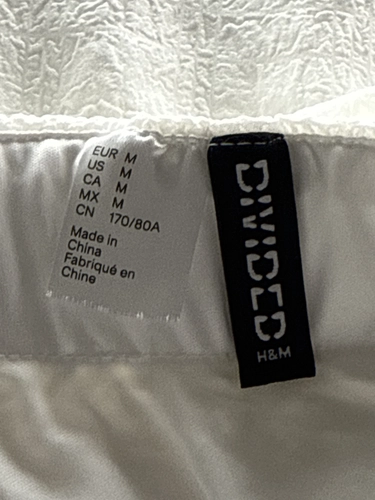 EUR M
US M
CA M
MX M
CN 170/80A
Made in
China
Fabriqué en
Chine
DIVIDED
H&M